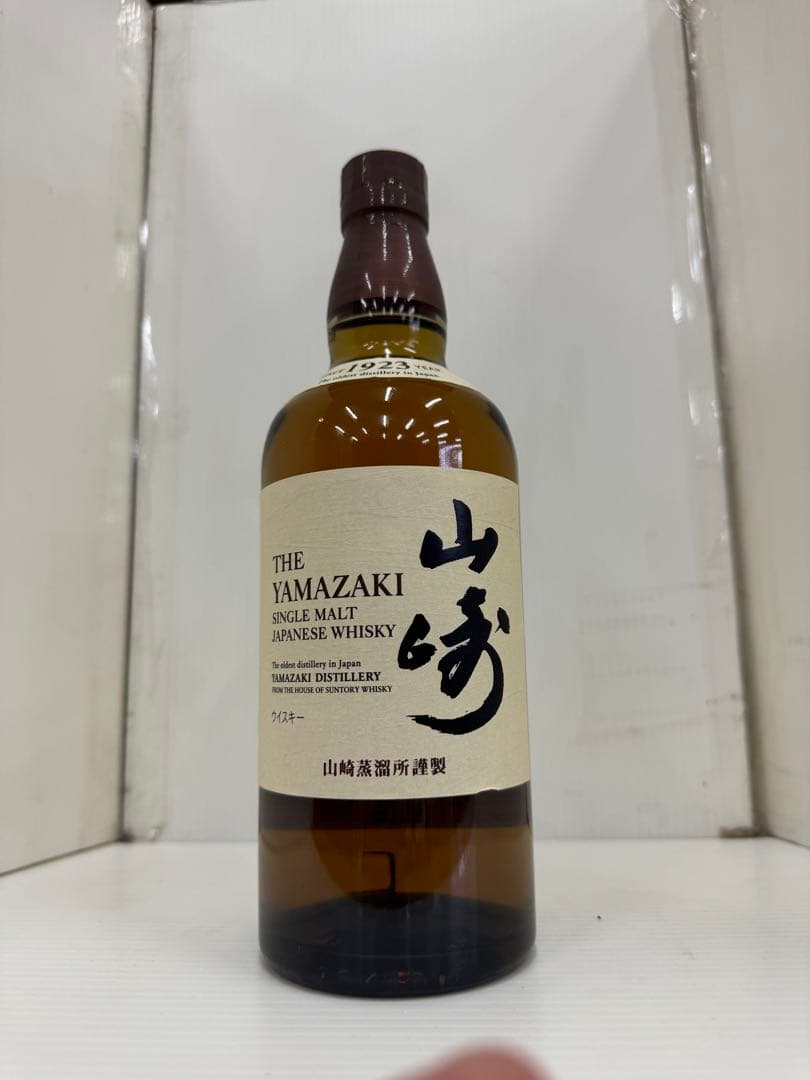 1923 YEAR
The oldest distillery in Japan
THE
YAMAZAKI
SINGLE MALT
JAPANESE WHISKY
The oldest distillery in Japan
YAMAZAKI DISTILLERY
FROM THE HOUSE OF SUNTORY WHISKY
ウイスキー
山崎
山崎蒸溜所謹製